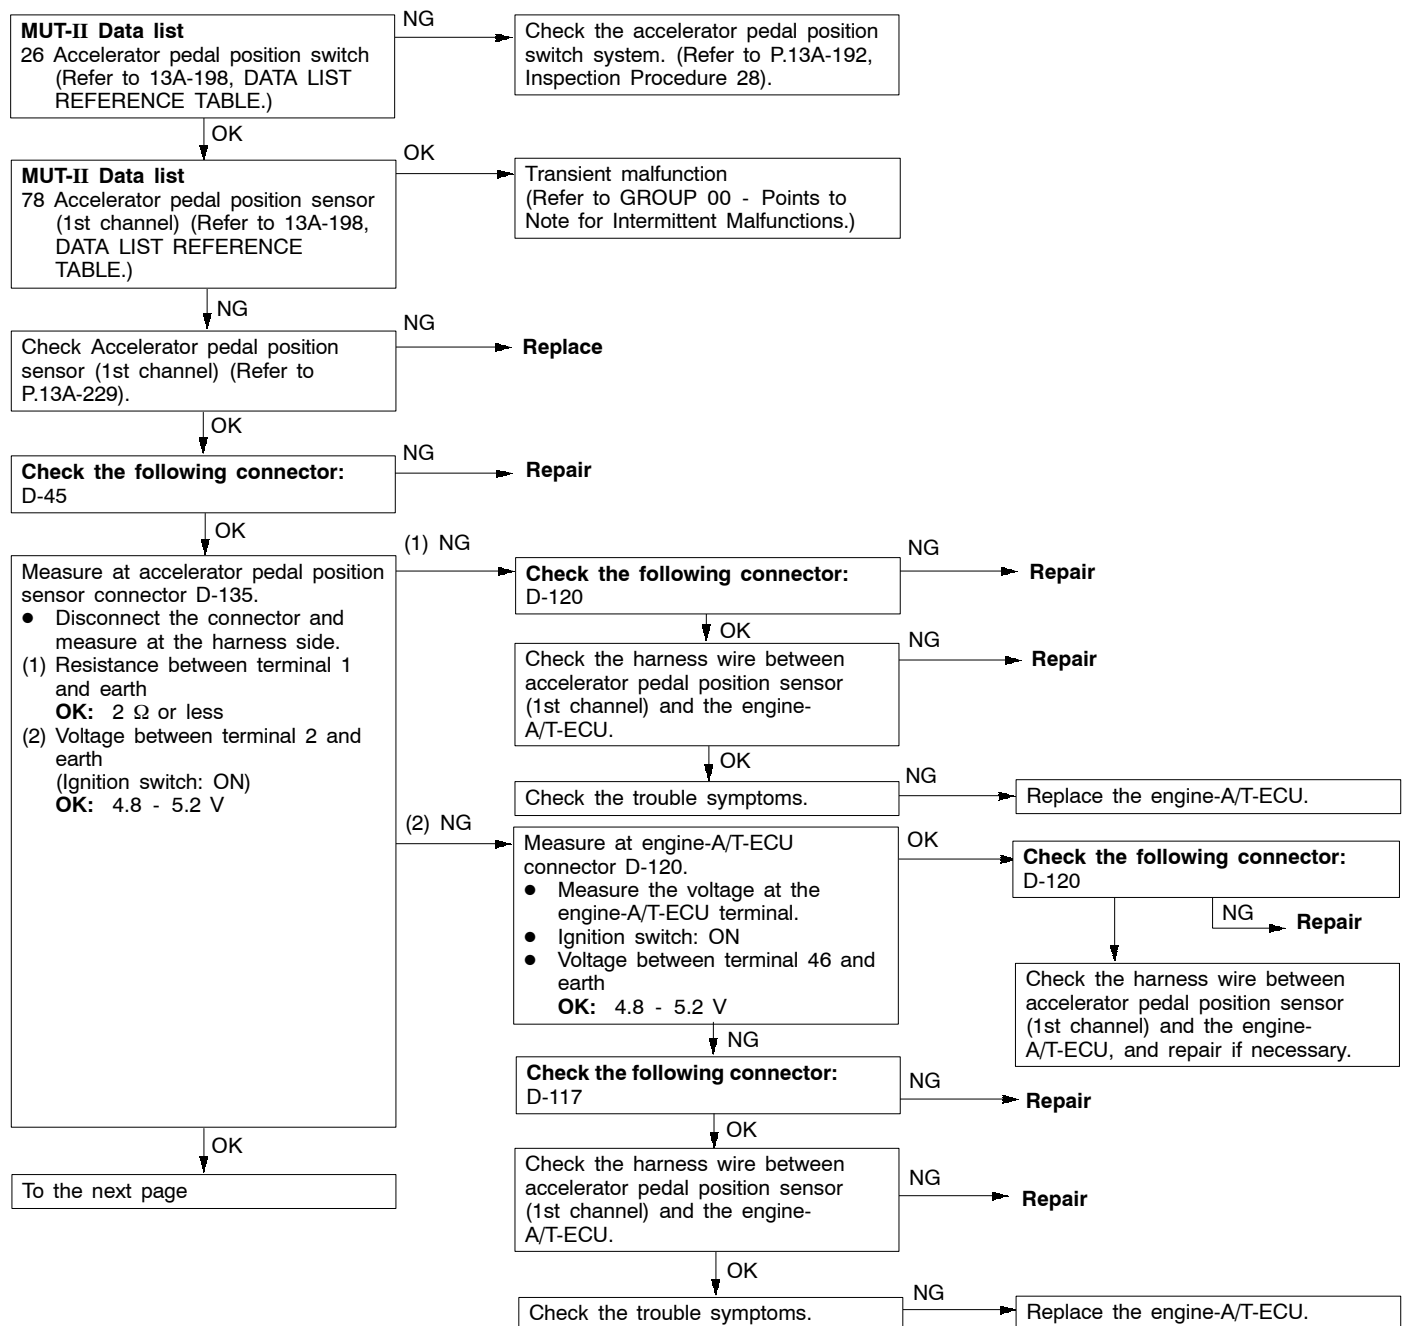 MUT-II Data list
26 Accelerator pedal position switch
(Refer to 13A-198, DATA LIST
REFERENCE TABLE.)
NG
Check the accelerator pedal position
switch system. (Refer to P.13A-192,
Inspection Procedure 28).
OK
MUT-II Data list
78 Accelerator pedal position sensor
(1st channel) (Refer to 13A-198,
DATA LIST REFERENCE
TABLE.)
OK
Transient malfunction
(Refer to GROUP 00 - Points to
Note for Intermittent Malfunctions.)
NG
Check Accelerator pedal position
sensor (1st channel) (Refer to
P.13A-229).
NG
Replace
OK
Check the following connector:
D-45
NG
Repair
OK
Measure at accelerator pedal position
sensor connector D-135.
● Disconnect the connector and
measure at the harness side.
(1) Resistance between terminal 1
and earth
OK: 2 Ω or less
(2) Voltage between terminal 2 and
earth
(Ignition switch: ON)
OK: 4.8 - 5.2 V
(1) NG
Check the following connector:
D-120
NG
Repair
OK
Check the harness wire between
accelerator pedal position sensor
(1st channel) and the engine-
A/T-ECU.
NG
Repair
OK
Check the trouble symptoms.
NG
Replace the engine-A/T-ECU.
(2) NG
Measure at engine-A/T-ECU
connector D-120.
● Measure the voltage at the
engine-A/T-ECU terminal.
● Ignition switch: ON
● Voltage between terminal 46 and
earth
OK: 4.8 - 5.2 V
OK
Check the following connector:
D-120
NG
Repair
Check the harness wire between
accelerator pedal position sensor
(1st channel) and the engine-
A/T-ECU, and repair if necessary.
NG
Check the following connector:
D-117
NG
Repair
OK
Check the harness wire between
accelerator pedal position sensor
(1st channel) and the engine-
A/T-ECU.
NG
Repair
OK
Check the trouble symptoms.
NG
Replace the engine-A/T-ECU.
OK
To the next page